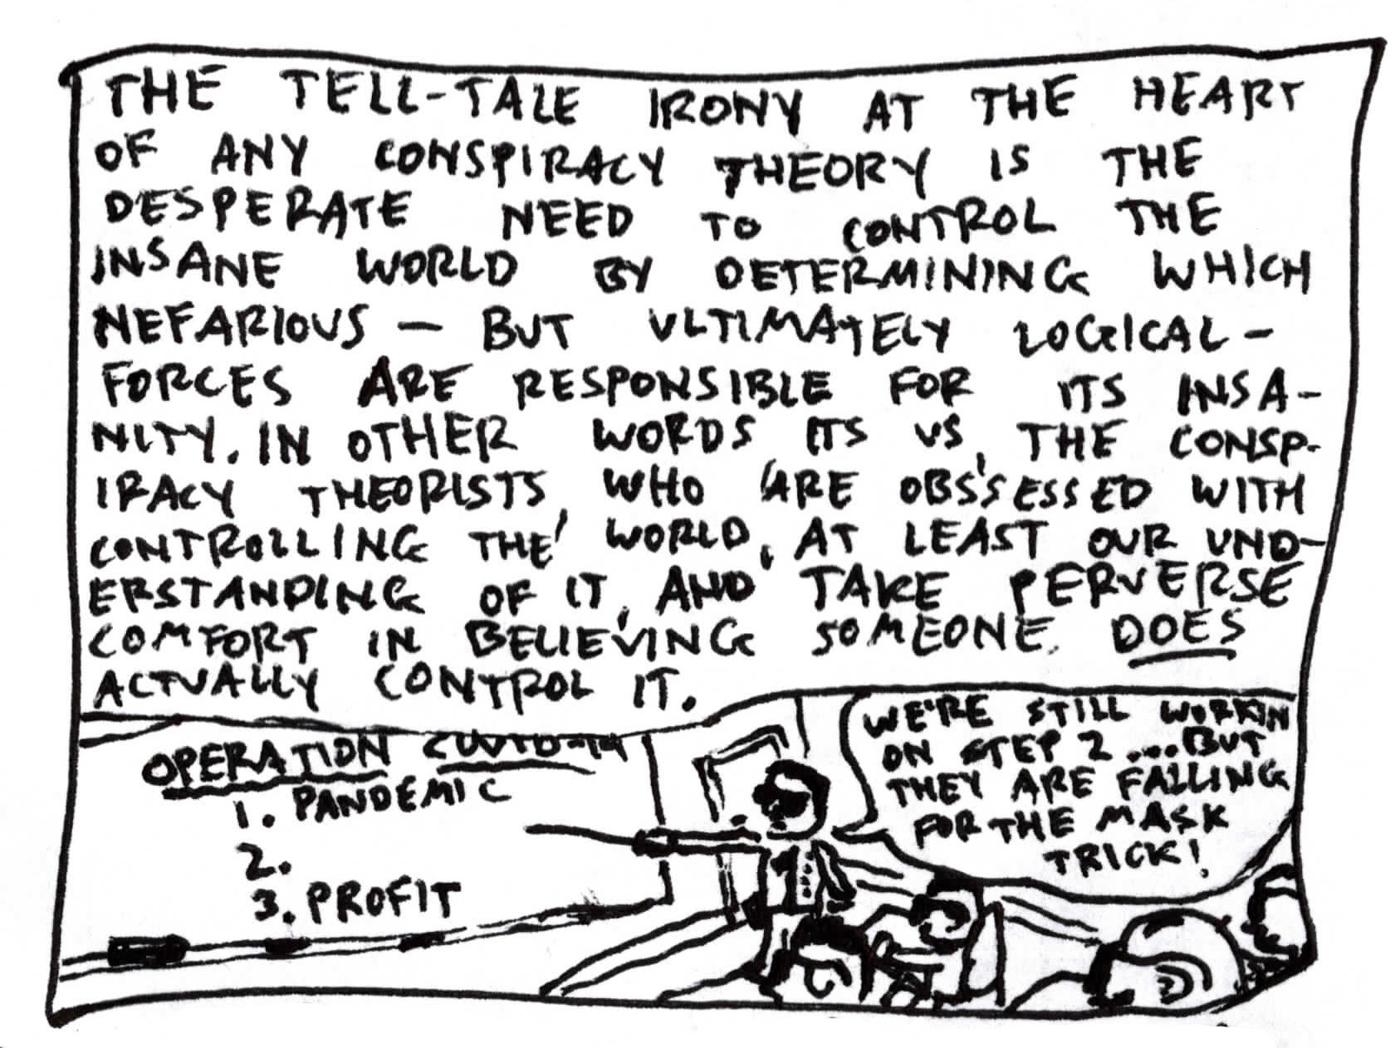 THE TELL-TALE IRONY AT THE HEART
OF ANY CONSPIRACY THEORY IS THE
DESPERATE NEED TO CONTROL THE
INSANE WORLD BY DETERMINING WHICH
NEFARIOUS — BUT ULTIMATELY LOGICAL -
FORCES ARE RESPONSIBLE FOR ITS INSA-
NITY. IN OTHER WORDS ITS US, THE CONSP-
IRACY THEORISTS, WHO ARE OBSSESSED WITH
CONTROLLING THE WORLD, AT LEAST OUR UND-
ERSTANDING OF IT, AND TAKE PERVERSE
COMFORT IN BELIEVING SOMEONE DOES
ACTUALLY CONTROL IT.
OPERATION COVID-19
1. PANDEMIC
2.
3. PROFIT
WE'RE STILL WORKIN
ON STEP 2 ... BUT
THEY ARE FALLING
FOR THE MASK
TRICK!